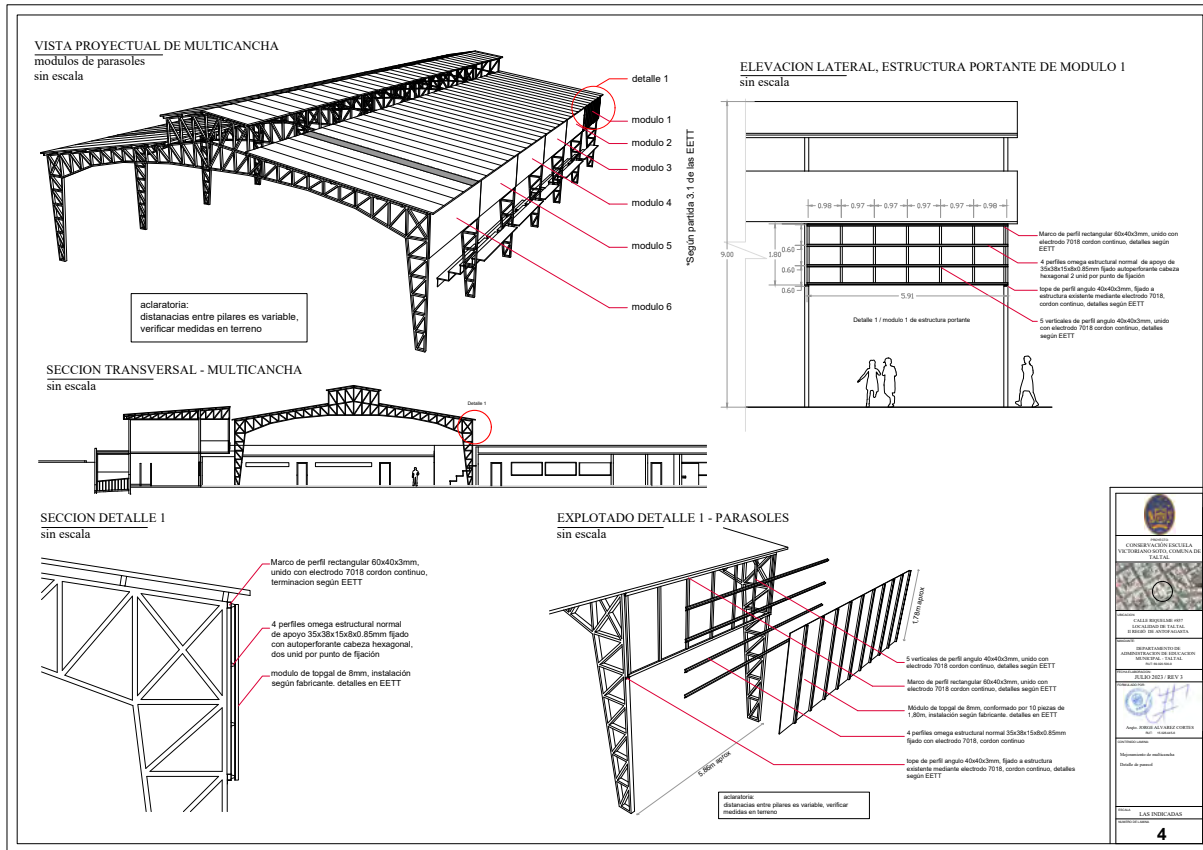 VISTA PROYECTUAL DE MULTICANCHA
modulos de parasoles
sin escala
detalle 1
modulo 1
modulo 2
modulo 3
modulo 4
modulo 5
modulo 6
*Según partida 3.1 de las EETT
aclaratoria:
distanacias entre pilares es variable,
verificar medidas en terreno
ELEVACION LATERAL, ESTRUCTURA PORTANTE DE MODULO 1
sin escala
0.98
0.97
0.97
0.97
0.97
0.98
9.00
1.80
0.60
0.60
0.60
5.91
Marco de perfil rectangular 60x40x3mm, unido con
electrodo 7018 cordon continuo, detalles según
EETT
4 perfiles omega estructural normal de apoyo de
35x38x15x8x0.85mm fijado autoperforante cabeza
hexagonal 2 unid por punto de fijación
tope de perfil angulo 40x40x3mm, fijado a
estructura existente mediante electrodo 7018,
cordon continuo, detalles según EETT
5 verticales de perfil angulo 40x40x3mm, unido
con electrodo 7018 cordon continuo, detalles
según EETT
Detalle 1 / modulo 1 de estructura portante
SECCION TRANSVERSAL - MULTICANCHA
sin escala
Detalle 1
SECCION DETALLE 1
sin escala
Marco de perfil rectangular 60x40x3mm,
unido con electrodo 7018 cordon continuo,
terminacion según EETT
4 perfiles omega estructural normal
de apoyo 35x38x15x8x0.85mm fijado
con autoperforante cabeza hexagonal,
dos unid por punto de fijación
modulo de topgal de 8mm, instalación
según fabricante. detalles en EETT
EXPLOTADO DETALLE 1 - PARASOLES
sin escala
1,78m aprox
5,86m aprox
5 verticales de perfil angulo 40x40x3mm, unido con
electrodo 7018 cordon continuo, detalles según EETT
Marco de perfil rectangular 60x40x3mm, unido con
electrodo 7018 cordon continuo, detalles según EETT
Módulo de topgal de 8mm, conformado por 10 piezas de
1,80m, instalación según fabricante. detalles en EETT
4 perfiles omega estructural normal 35x38x15x8x0.85mm
fijado con electrodo 7018, cordon continuo
tope de perfil angulo 40x40x3mm, fijado a estructura
existente mediante electrodo 7018, cordon continuo, detalles
según EETT
aclaratoria:
distanacias entre pilares es variable, verificar
medidas en terreno
CONSERVACIÓN ESCUELA
VICTORIANO SOTO, COMUNA DE
TALTAL
LOCALIDAD DE TALTAL
II REGIÓ DE ANTOFAGASTA
DEPARTAMENTO DE
ADMINISTRACION DE EDUCACION
MUNICIPAL - TALTAL
JULIO 2023 / REV 3
Arqto. JORGE ALVAREZ CORTES
Mejoramiento de multicancha
Detalle de parasol
LAS INDICADAS
4